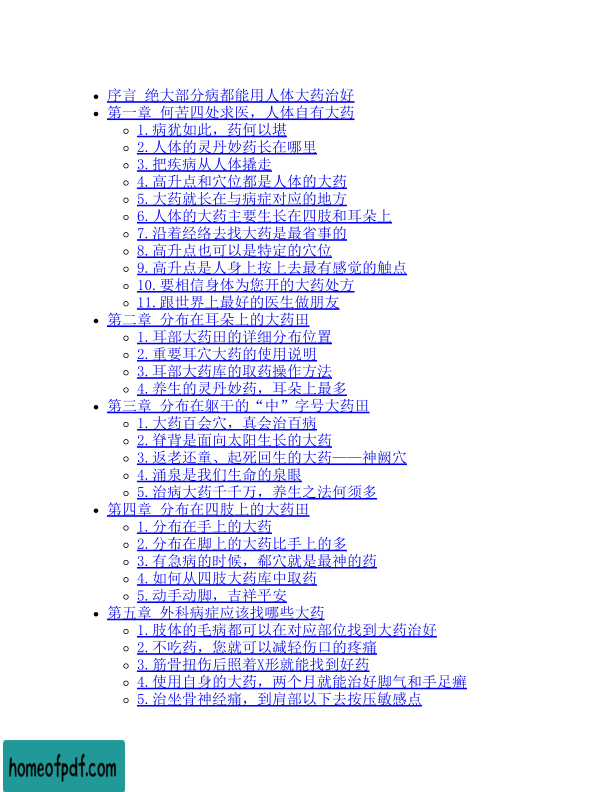 序言 绝大部分病都能用人体大药治好
第一章 何苦四处求医，人体自有大药
1.病犹如此，药何以堪
2.人体的灵丹妙药长在哪里
3.把疾病从人体撬走
4.高升点和穴位都是人体的大药
5.大药就长在与病症对应的地方
6.人体的大药主要生长在四肢和耳朵上
7.沿着经络去找大药是最省事的
8.高升点也可以是特定的穴位
9.高升点是人身上按上去最有感觉的触点
10.要相信身体为您开的大药处方
11.跟世界上最好的医生做朋友
第二章 分布在耳朵上的大药田
1.耳部大药田的详细分布位置
2.重要耳穴大药的使用说明
3.耳部大药库的取药操作方法
4.养生的灵丹妙药，耳朵上最多
第三章 分布在躯干的“中”字号大药田
1.大药百会穴，真会治百病
2.脊背是面向太阳生长的大药
3.返老还童、起死回生的大药——神阙穴
4.涌泉是我们生命的泉眼
5.治病大药千千万，养生之法何须多
第四章 分布在四肢上的大药田
1.分布在手上的大药
2.分布在脚上的大药比手上的多
3.有急病的时候，郄穴就是最神的药
4.如何从四肢大药库中取药
5.动手动脚，吉祥平安
第五章 外科病症应该找哪些大药
1.肢体的毛病都可以在对应部位找到大药治好
2.不吃药，您就可以减轻伤口的疼痛
3.筋骨扭伤后照着X形就能找到好药
4.使用自身的大药，两个月就能治好脚气和手足癣
5.治坐骨神经痛，到肩部以下去按压敏感点
homeofpdf.com